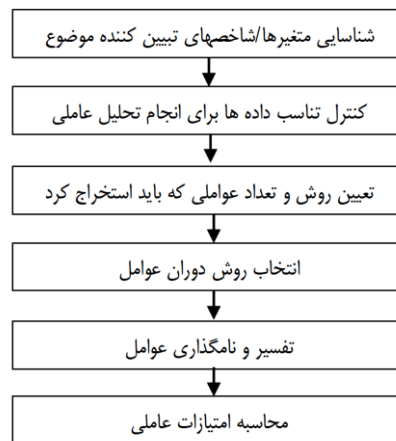 شناسایی متغیرها/شاخصهای تبیین کننده موضوع
کنترل تناسب داده ها برای انجام تحلیل عاملی
تعیین روش و تعداد عواملی که باید استخراج کرد
انتخاب روش دوران عوامل
تفسیر و نامگذاری عوامل
محاسبه امتیازات عاملی